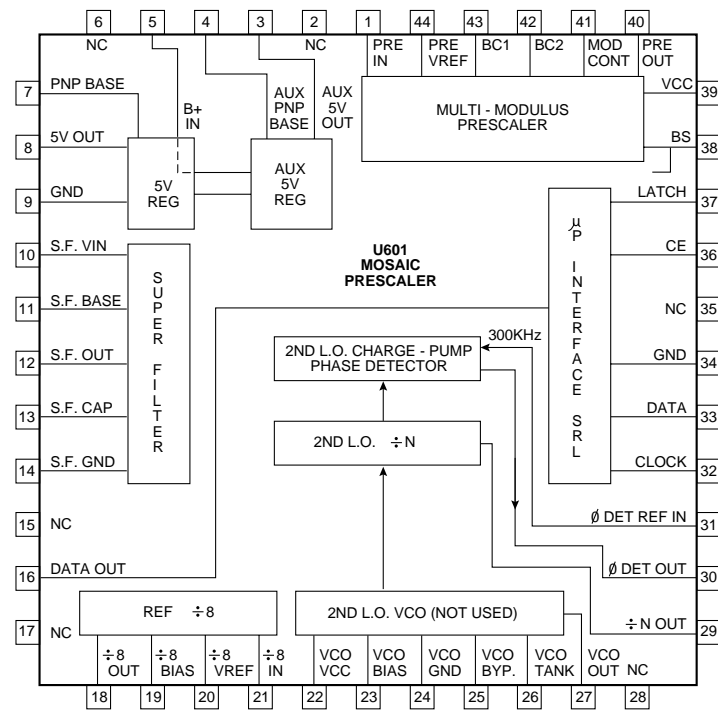 6
5
4
3
2
1
44
43
42
41
40
NC
NC
PRE IN
PRE VREF
BC1
BC2
MOD CONT
PRE OUT
7
PNP BASE
B+ IN
AUX PNP BASE
AUX 5V OUT
MULTI - MODULUS
PRESCALER
VCC
39
8
5V OUT
BS
38
5V
REG
AUX
5V
REG
9
GND
LATCH
37
10
S.F. VIN
U601
MOSAIC
PRESCALER
CE
36
11
S.F. BASE
NC
35
SUPER FILTER
µP INTERFACE SRL
300KHz
12
S.F. OUT
2ND L.O. CHARGE - PUMP
PHASE DETECTOR
GND
34
13
S.F. CAP
DATA
33
14
S.F. GND
2ND L.O. ÷N
CLOCK
32
15
NC
Ø DET REF IN
31
16
DATA OUT
Ø DET OUT
30
REF ÷8
2ND L.O. VCO (NOT USED)
17
NC
÷N OUT
29
÷8 OUT
÷8 BIAS
÷8 VREF
÷8 IN
VCO VCC
VCO BIAS
VCO GND
VCO BYP.
VCO TANK
VCO OUT
NC
18
19
20
21
22
23
24
25
26
27
28